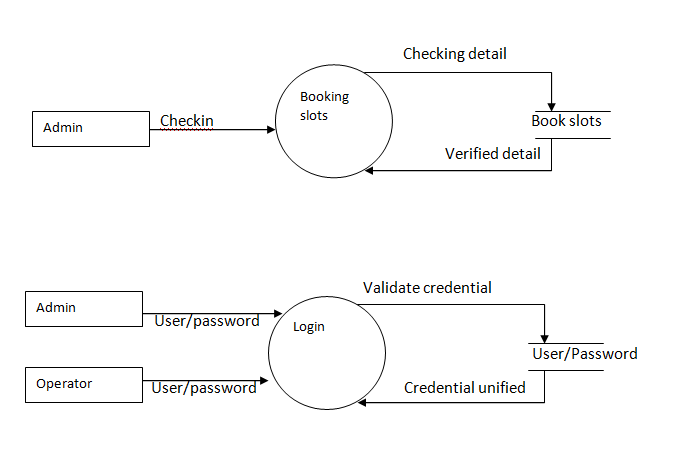 Checking detail
Booking
slots
Admin
Checkin
Book slots
Verified detail
Validate credential
Admin
User/password
Login
User/Password
Operator
User/password
Credential unified